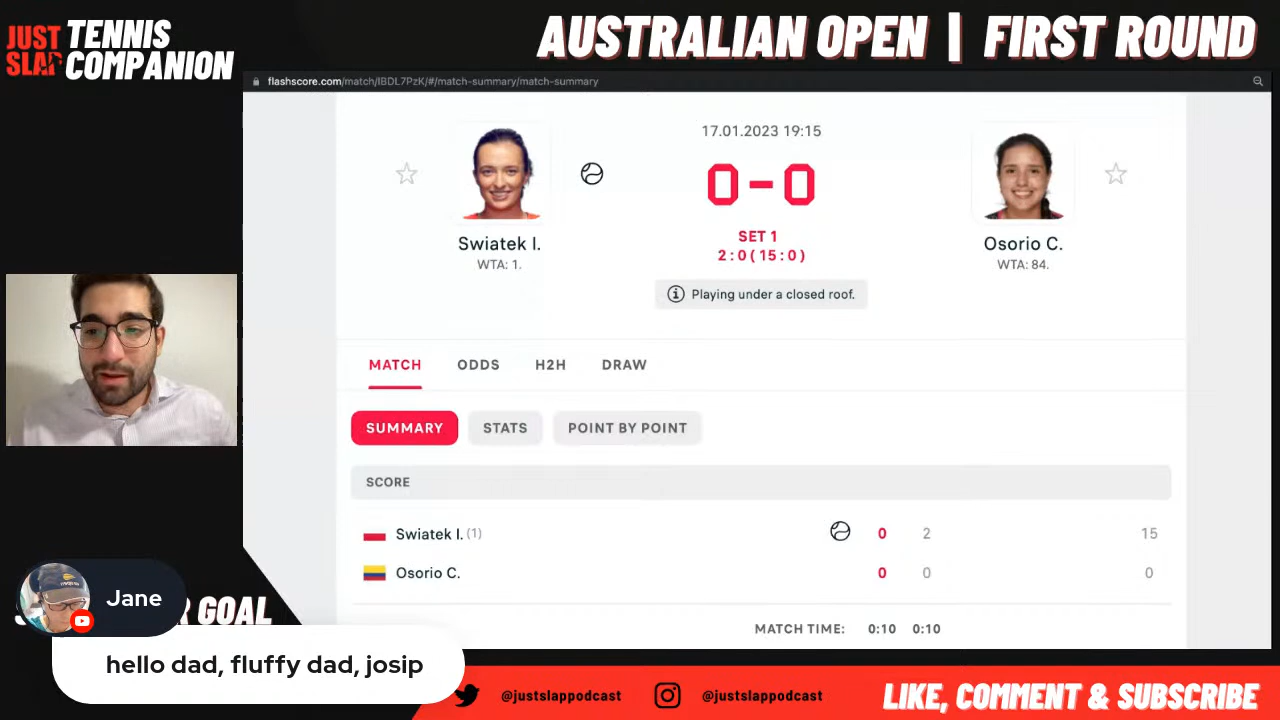 JUST TENNIS
SLAP COMPANION
AUSTRALIAN OPEN | FIRST ROUND
flashscore.com/match/IBDL7PzK/#/match-summary/match-summary
17.01.2023 19:15
0-0
SET 1
2 : 0 ( 15 : 0 )
Swiatek I.
WTA: 1.
Osorio C.
WTA: 84.
Playing under a closed roof.
MATCH ODDS H2H DRAW
SUMMARY STATS POINT BY POINT
SCORE
Swiatek I. (1) 0 2 15
Osorio C. 0 0 0
MATCH TIME: 0:10 0:10
GOAL
Jane
hello dad, fluffy dad, josip
@justslappodcast @justslappodcast
LIKE, COMMENT & SUBSCRIBE